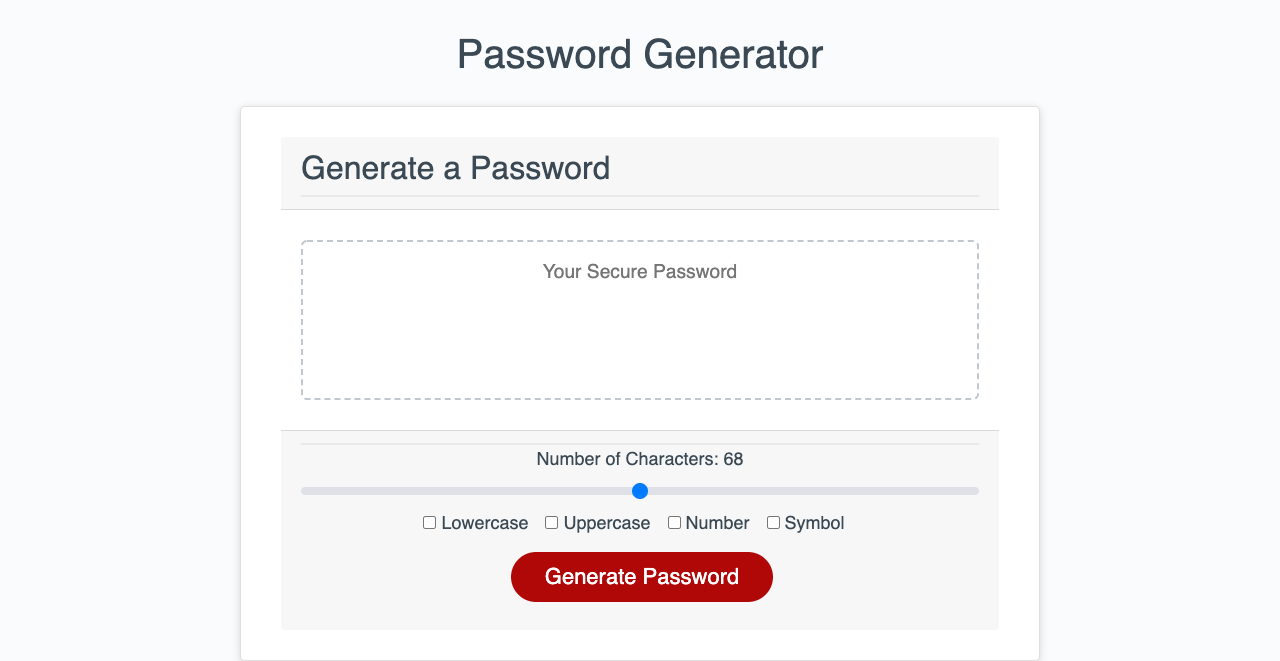 Password Generator
Generate a Password
Your Secure Password
Number of Characters: 68
Lowercase Uppercase Number Symbol
Generate Password